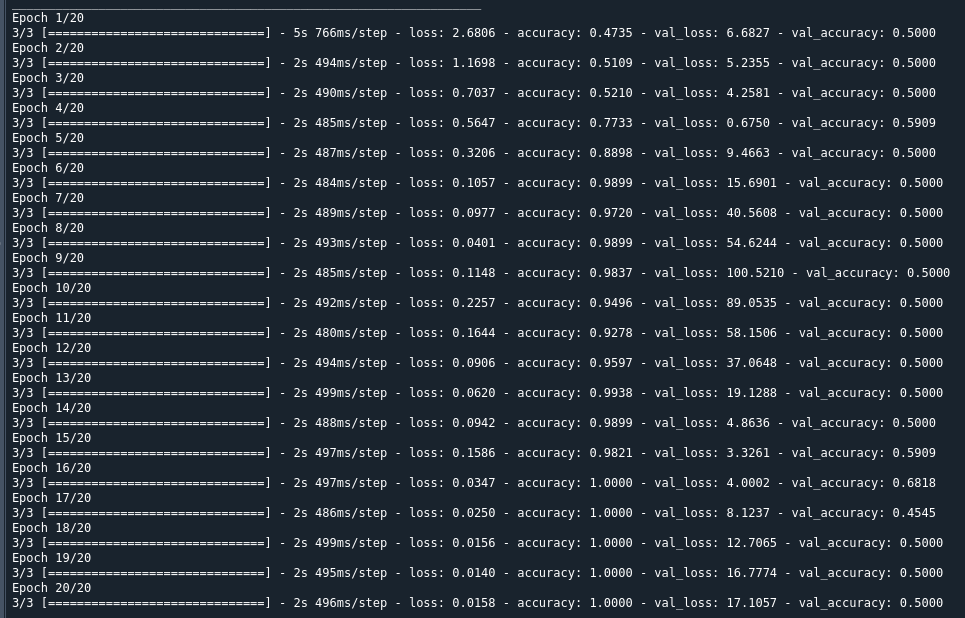 Epoch 1/20
3/3 [==============================] - 5s 766ms/step - loss: 2.6806 - accuracy: 0.4735 - val_loss: 6.6827 - val_accuracy: 0.5000
Epoch 2/20
3/3 [==============================] - 2s 494ms/step - loss: 1.1698 - accuracy: 0.5109 - val_loss: 5.2355 - val_accuracy: 0.5000
Epoch 3/20
3/3 [==============================] - 2s 490ms/step - loss: 0.7037 - accuracy: 0.5210 - val_loss: 4.2581 - val_accuracy: 0.5000
Epoch 4/20
3/3 [==============================] - 2s 485ms/step - loss: 0.5647 - accuracy: 0.7733 - val_loss: 0.6750 - val_accuracy: 0.5909
Epoch 5/20
3/3 [==============================] - 2s 487ms/step - loss: 0.3206 - accuracy: 0.8898 - val_loss: 9.4663 - val_accuracy: 0.5000
Epoch 6/20
3/3 [==============================] - 2s 484ms/step - loss: 0.1057 - accuracy: 0.9899 - val_loss: 15.6901 - val_accuracy: 0.5000
Epoch 7/20
3/3 [==============================] - 2s 489ms/step - loss: 0.0977 - accuracy: 0.9720 - val_loss: 40.5608 - val_accuracy: 0.5000
Epoch 8/20
3/3 [==============================] - 2s 493ms/step - loss: 0.0401 - accuracy: 0.9899 - val_loss: 54.6244 - val_accuracy: 0.5000
Epoch 9/20
3/3 [==============================] - 2s 485ms/step - loss: 0.1148 - accuracy: 0.9837 - val_loss: 100.5210 - val_accuracy: 0.5000
Epoch 10/20
3/3 [==============================] - 2s 492ms/step - loss: 0.2257 - accuracy: 0.9496 - val_loss: 89.0535 - val_accuracy: 0.5000
Epoch 11/20
3/3 [==============================] - 2s 480ms/step - loss: 0.1644 - accuracy: 0.9278 - val_loss: 58.1506 - val_accuracy: 0.5000
Epoch 12/20
3/3 [==============================] - 2s 494ms/step - loss: 0.0906 - accuracy: 0.9597 - val_loss: 37.0648 - val_accuracy: 0.5000
Epoch 13/20
3/3 [==============================] - 2s 499ms/step - loss: 0.0620 - accuracy: 0.9938 - val_loss: 19.1288 - val_accuracy: 0.5000
Epoch 14/20
3/3 [==============================] - 2s 488ms/step - loss: 0.0942 - accuracy: 0.9899 - val_loss: 4.8636 - val_accuracy: 0.5000
Epoch 15/20
3/3 [==============================] - 2s 497ms/step - loss: 0.1586 - accuracy: 0.9821 - val_loss: 3.3261 - val_accuracy: 0.5909
Epoch 16/20
3/3 [==============================] - 2s 497ms/step - loss: 0.0347 - accuracy: 1.0000 - val_loss: 4.0002 - val_accuracy: 0.6818
Epoch 17/20
3/3 [==============================] - 2s 486ms/step - loss: 0.0250 - accuracy: 1.0000 - val_loss: 8.1237 - val_accuracy: 0.4545
Epoch 18/20
3/3 [==============================] - 2s 499ms/step - loss: 0.0156 - accuracy: 1.0000 - val_loss: 12.7065 - val_accuracy: 0.5000
Epoch 19/20
3/3 [==============================] - 2s 495ms/step - loss: 0.0140 - accuracy: 1.0000 - val_loss: 16.7774 - val_accuracy: 0.5000
Epoch 20/20
3/3 [==============================] - 2s 496ms/step - loss: 0.0158 - accuracy: 1.0000 - val_loss: 17.1057 - val_accuracy: 0.5000